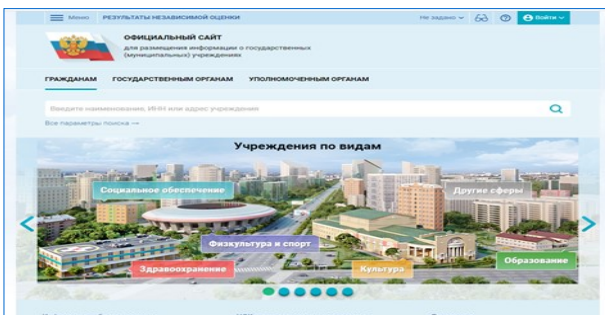 Меню РЕЗУЛЬТАТЫ НЕЗАВИСИМОЙ ОЦЕНКИ Не задано Войти
ОФИЦИАЛЬНЫЙ САЙТ
для размещения информации о государственных
(муниципальных) учреждениях
ГРАЖДАНАМ ГОСУДАРСТВЕННЫМ ОРГАНАМ УПОЛНОМОЧЕННЫМ ОРГАНАМ
Введите наименование, ИНН или адрес учреждения
Все параметры поиска →
Учреждения по видам
Социальное обеспечение
Другие сферы
Физкультура и спорт
Образование
Здравоохранение
Культура